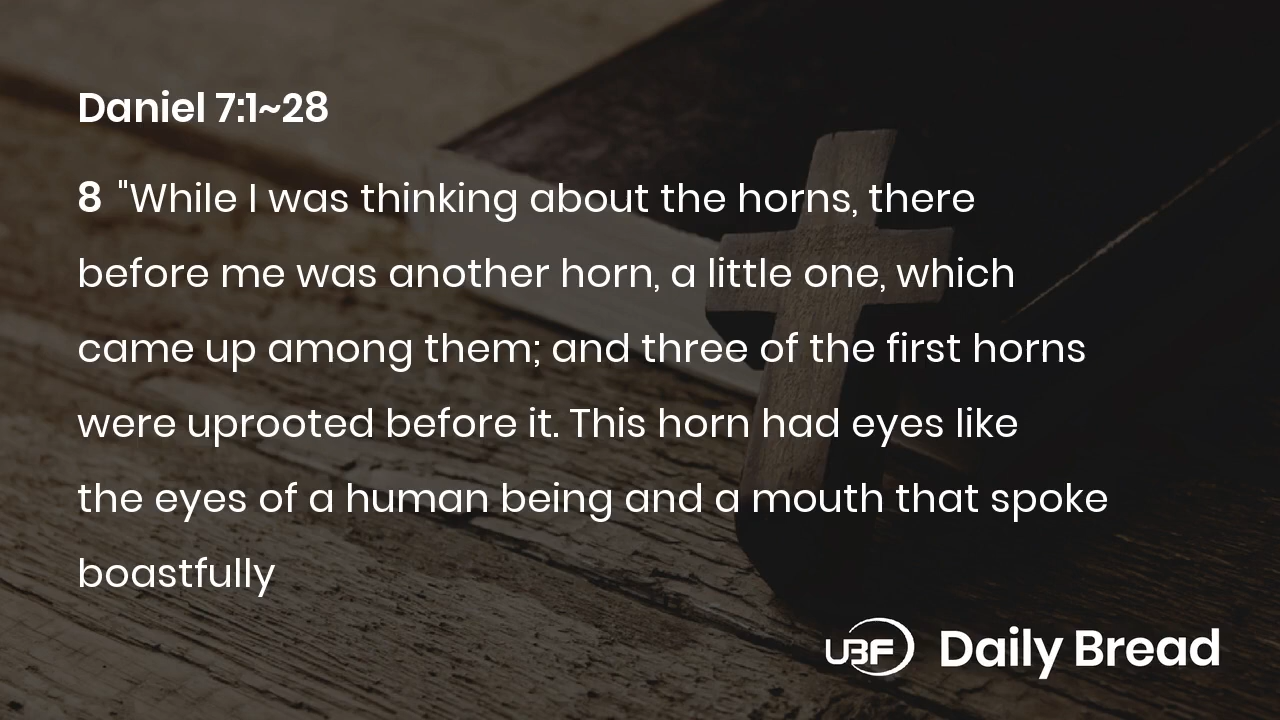 Daniel 7:1~28
8 "While I was thinking about the horns, there
before me was another horn, a little one, which
came up among them; and three of the first horns
were uprooted before it. This horn had eyes like
the eyes of a human being and a mouth that spoke
boastfully
UBF Daily Bread